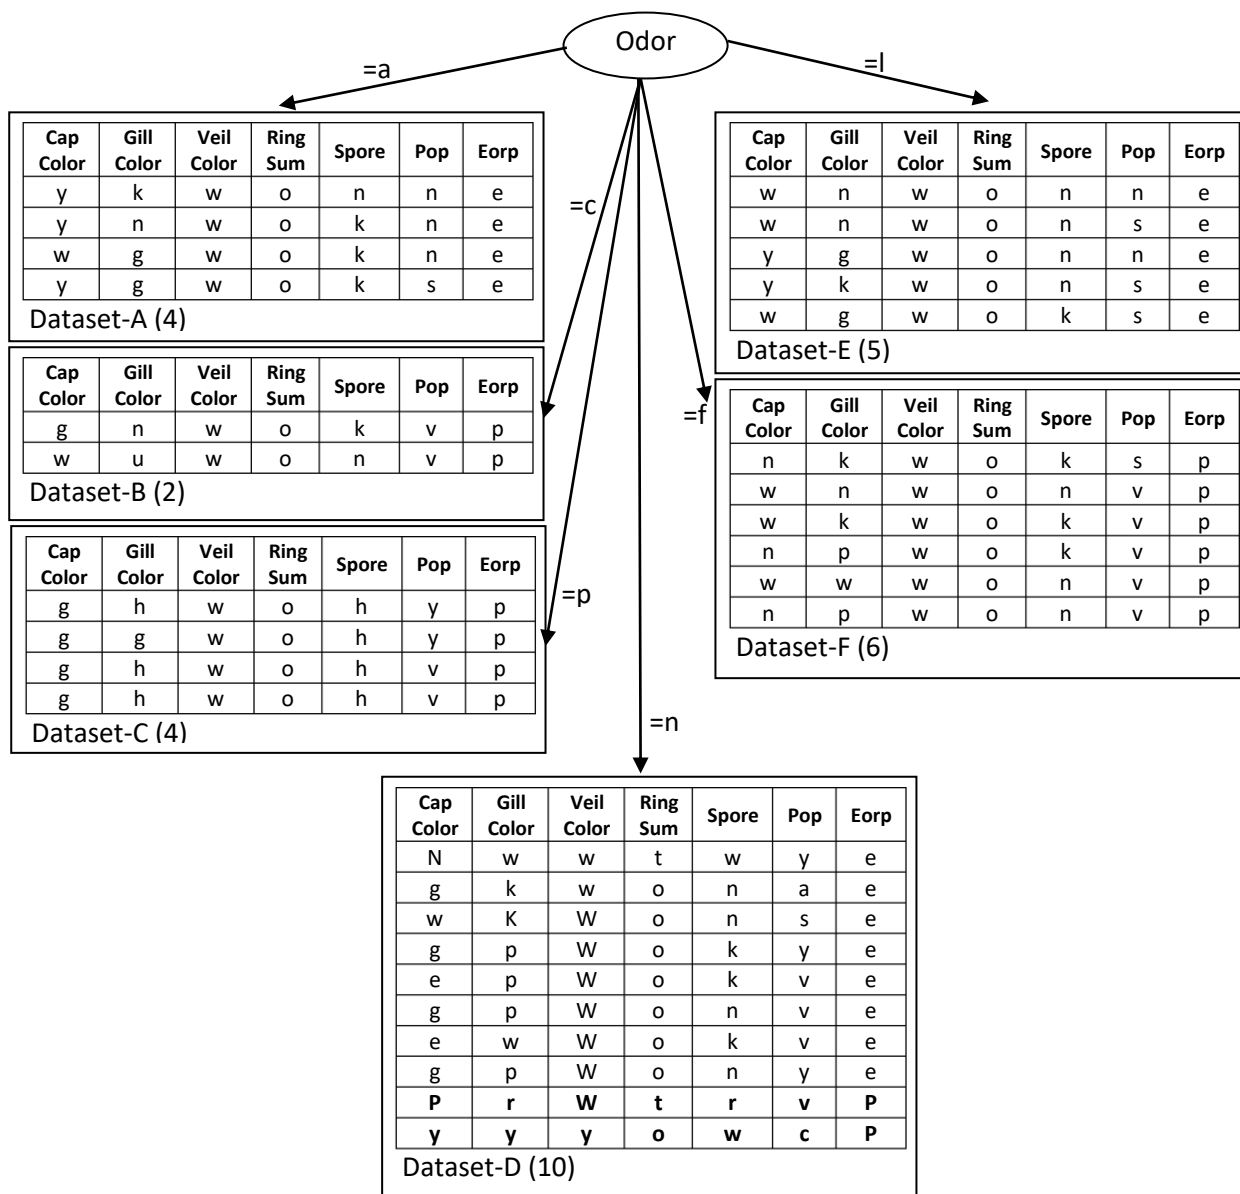 Odor
=a
=l
=c
=f
=p
=n
Cap Color Gill Color Veil Color Ring Sum Spore Pop Eorp
y k w o n n e
y n w o k n e
w g w o k n e
y g w o k s e
Dataset-A (4)
Cap Color Gill Color Veil Color Ring Sum Spore Pop Eorp
g n w o k v p
w u w o n v p
Dataset-B (2)
Cap Color Gill Color Veil Color Ring Sum Spore Pop Eorp
g h w o h y p
g g w o h y p
g h w o h v p
g h w o h v p
Dataset-C (4)
Cap Color Gill Color Veil Color Ring Sum Spore Pop Eorp
w n w o n n e
w n w o n s e
y g w o n n e
y k w o n s e
w g w o k s e
Dataset-E (5)
Cap Color Gill Color Veil Color Ring Sum Spore Pop Eorp
n k w o k s p
w n w o n v p
w k w o k v p
n p w o k v p
w w w o n v p
n p w o n v p
Dataset-F (6)
Cap Color Gill Color Veil Color Ring Sum Spore Pop Eorp
N w w t w y e
g k w o n a e
w K W o n s e
g p W o k y e
e p W o k v e
g p W o n v e
e w W o k v e
g p W o n y e
P r W t r v P
y y y o w c P
Dataset-D (10)